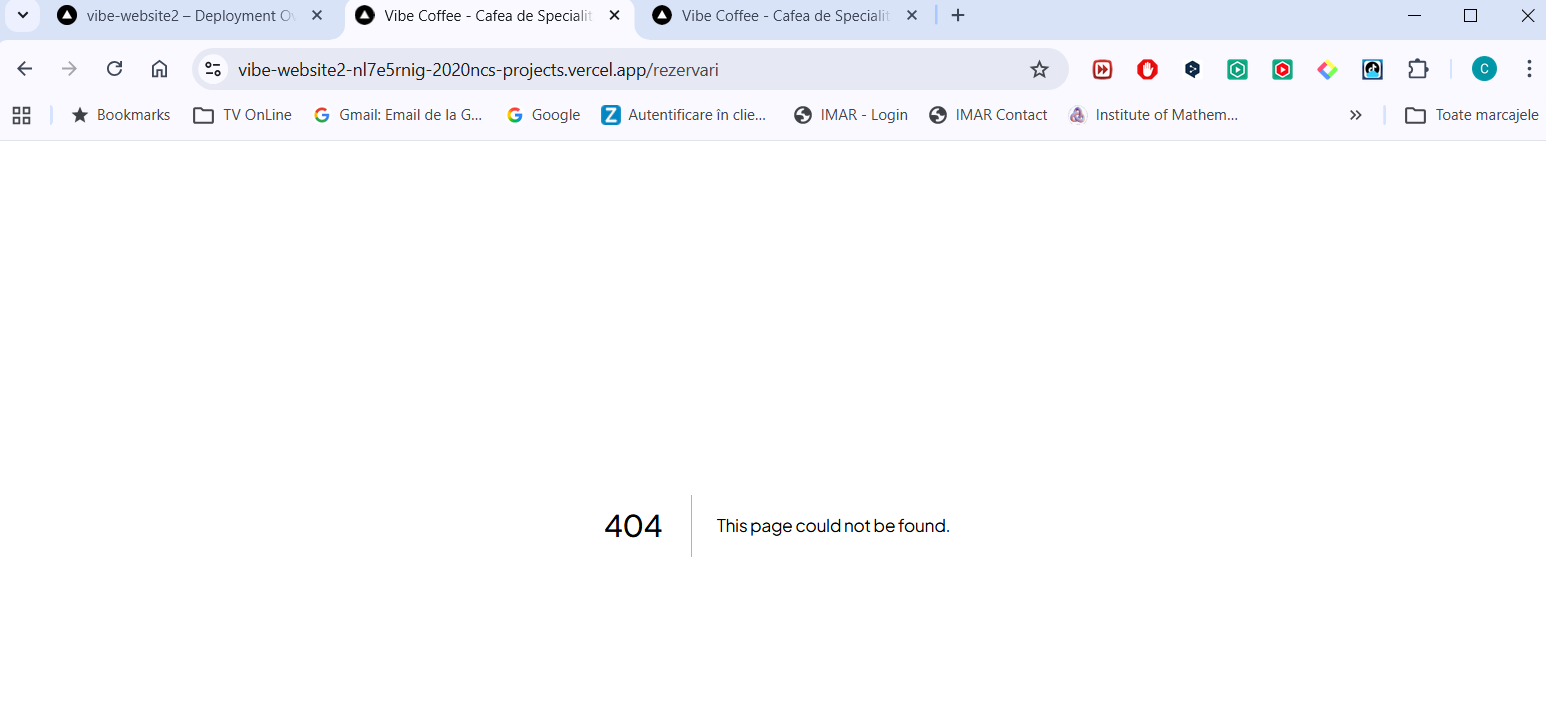 vibe-website2 – Deployment Ov
Vibe Coffee - Cafea de Specialit
Vibe Coffee - Cafea de Specialit
vibe-website2-nl7e5rnig-2020ncs-projects.vercel.app/rezervari
C
Bookmarks
TV OnLine
Gmail: Email de la G...
Google
Z
Autentificare în clie...
IMAR - Login
IMAR Contact
Institute of Mathem...
Toate marcajele
404
This page could not be found.